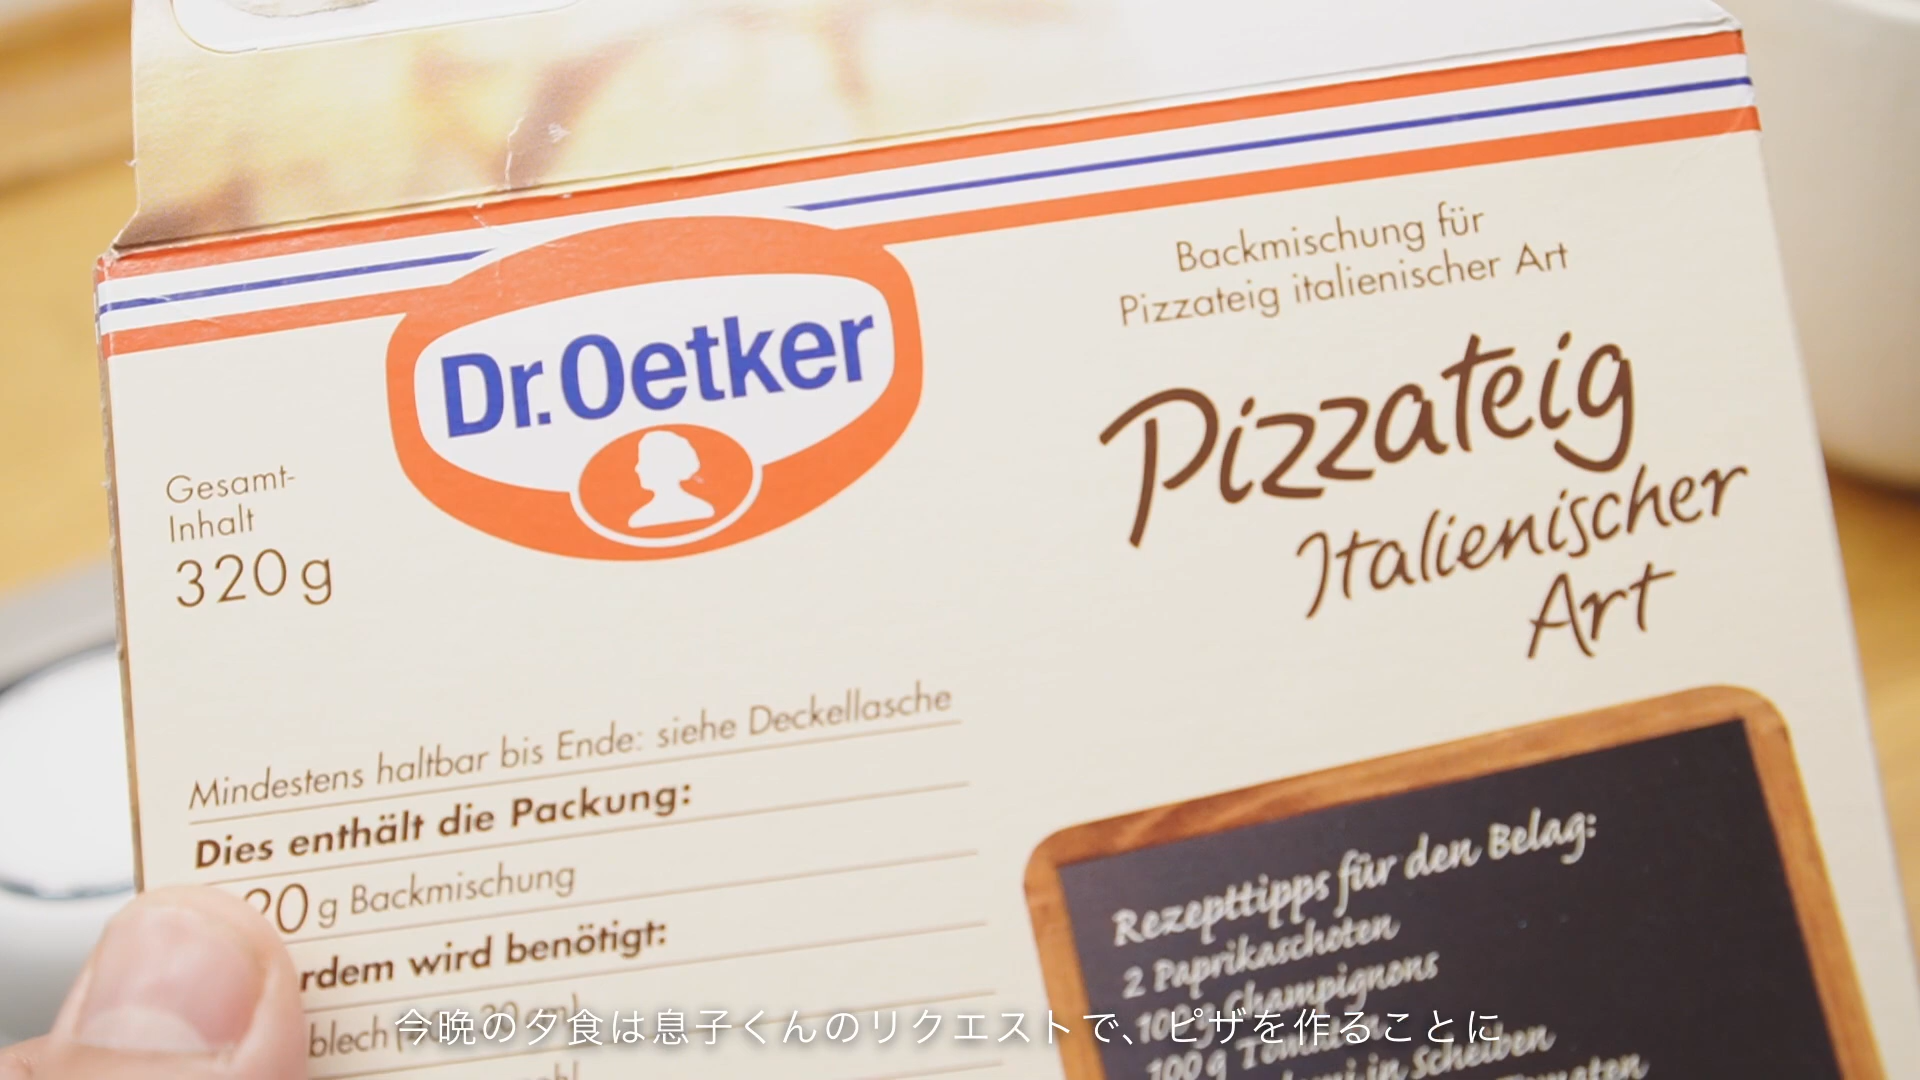 Dr.Oetker
Backmischung für
Pizzateig italienischer Art
Pizzateig
Italienischer
Art
Gesamt-
Inhalt
320 g
Mindestens haltbar bis Ende: siehe Deckellasche
Dies enthält die Packung:
20 g Backmischung
rdem wird benötigt:
blech
Rezepttipps für den Belag:
2 Paprikaschoten
100 g Champignons
100 g
in Scheiben
今晩の夕食は息子くんのリクエストで、ピザを作ることに